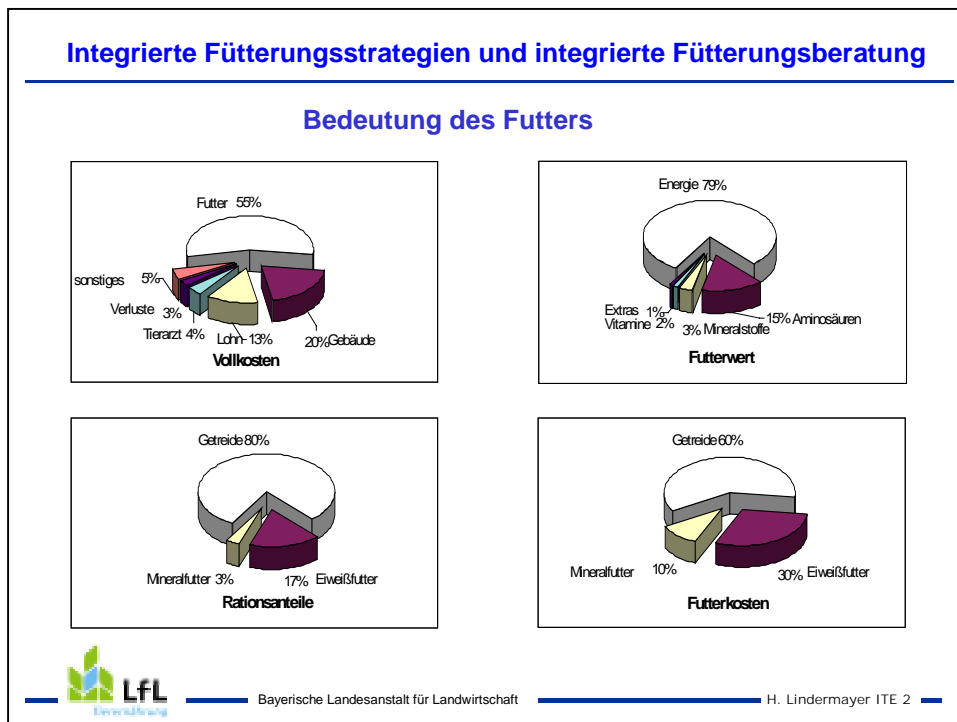 Integrierte Fütterungsstrategien und integrierte Fütterungsberatung
Bedeutung des Futters
Futter 55%
sonstiges 5%
Verluste 3%
Tierarzt 4%
Lohn 13%
20% Gebäude
Vollkosten
Energie 79%
Extras 1%
Vitamine 2%
3% Mineralstoffe
15% Aminosäuren
Futterwert
Getreide 80%
Mineralfutter 3%
17% Eiweißfutter
Rationsanteile
Getreide 60%
Mineralfutter 10%
30% Eiweißfutter
Futterkosten
LfL
Tierernährung
Bayerische Landesanstalt für Landwirtschaft
H. Lindermayer ITE 2